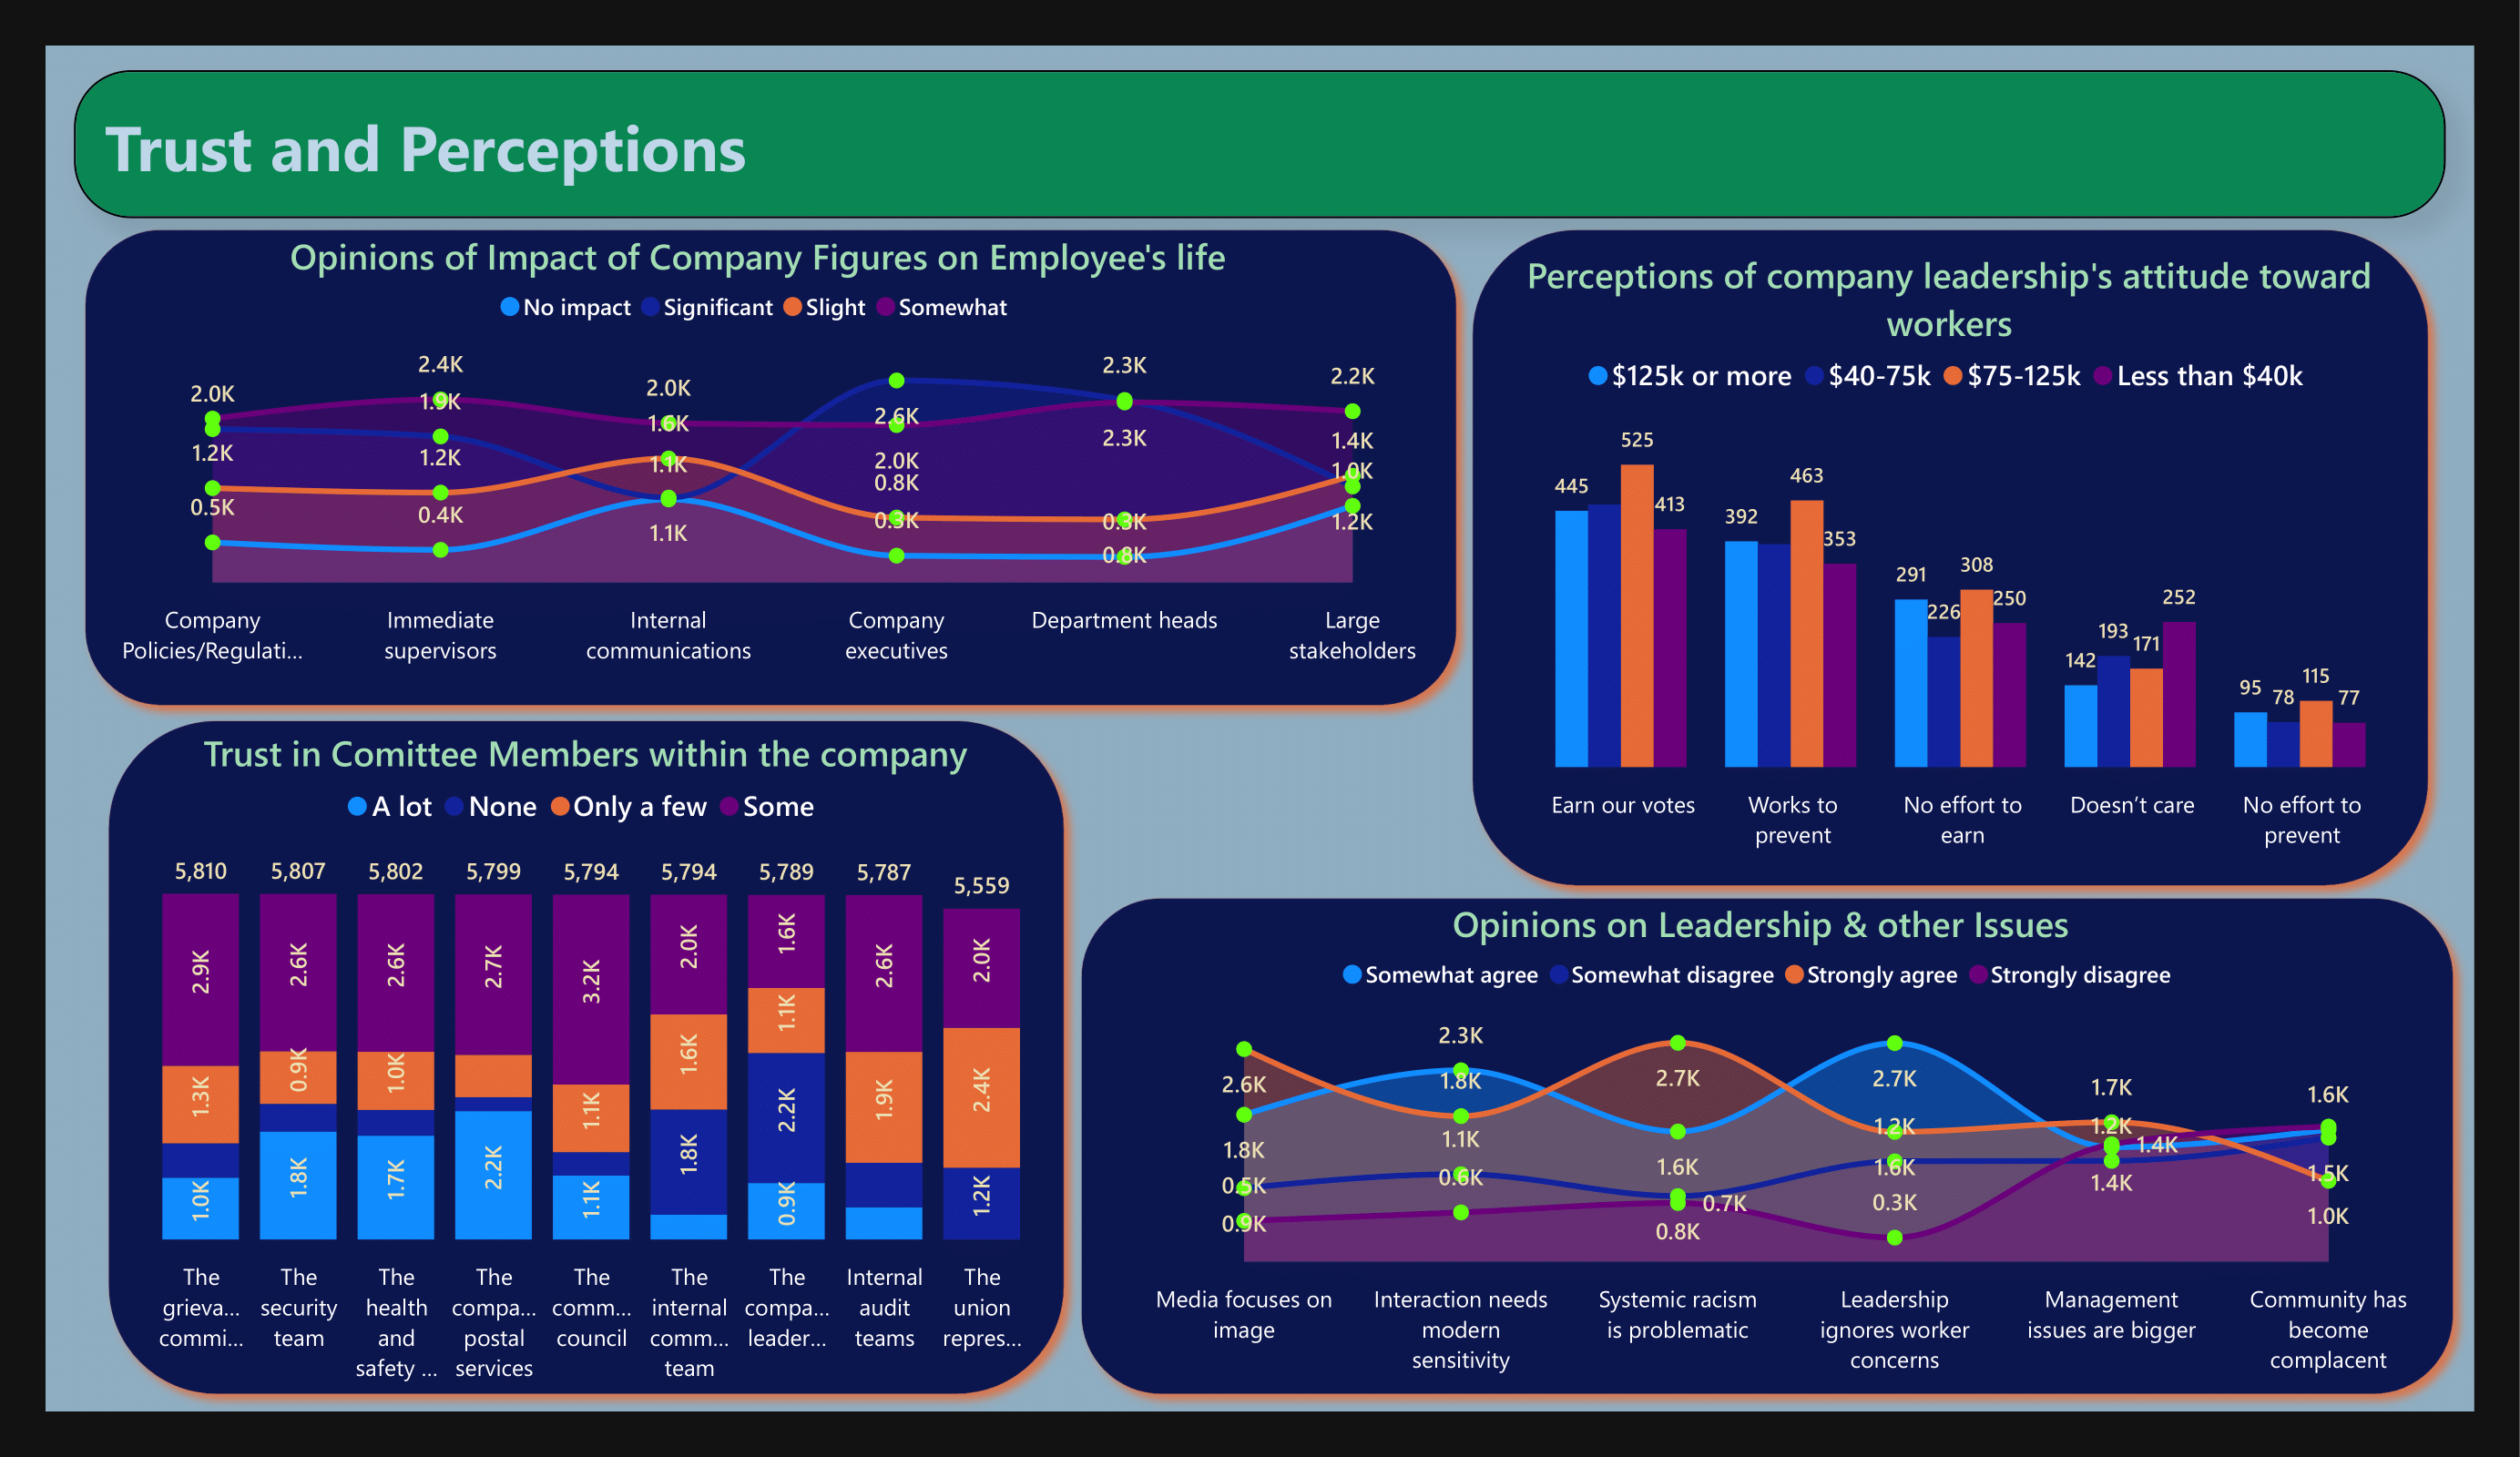 Trust and Perceptions
Opinions of Impact of Company Figures on Employee's life
No impact Significant Slight Somewhat
2.0K
1.2K
0.5K
2.4K
1.9K
1.2K
0.4K
2.0K
1.6K
1.1K
1.1K
2.6K
2.0K
0.8K
0.3K
2.3K
2.3K
0.3K
0.8K
2.2K
1.4K
1.0K
1.2K
Company
Policies/Regulati...
Immediate
supervisors
Internal
communications
Company
executives
Department heads
Large
stakeholders
Perceptions of company leadership's attitude toward
workers
$125k or more $40-75k $75-125k Less than $40k
445 525 413
392 463 353
291 226 308 250
142 193 171 252
95 78 115 77
Earn our votes
Works to
prevent
No effort to
earn
Doesn't care
No effort to
prevent
Trust in Comittee Members within the company
A lot None Only a few Some
5,810 5,807 5,802 5,799 5,794 5,794 5,789 5,787 5,559
2.9K
1.3K
1.0K
2.6K
0.9K
1.8K
2.6K
1.0K
1.7K
2.7K
2.2K
3.2K
1.1K
1.1K
2.0K
1.6K
1.8K
1.6K
1.1K
2.2K
0.9K
2.6K
1.9K
2.0K
2.4K
1.2K
The
grieva...
commi...
The
security
team
The
health
and
safety ...
The
compa...
postal
services
The
comm...
council
The
internal
comm...
team
The
compa...
leader...
Internal
audit
teams
The
union
repres...
Opinions on Leadership & other Issues
Somewhat agree Somewhat disagree Strongly agree Strongly disagree
2.6K
1.8K
0.5K
0.9K
2.3K
1.8K
1.1K
0.6K
2.7K
1.6K
0.7K
0.8K
2.7K
1.2K
1.6K
0.3K
1.7K
1.2K
1.4K
1.4K
1.6K
1.5K
1.0K
Media focuses on
image
Interaction needs
modern
sensitivity
Systemic racism
is problematic
Leadership
ignores worker
concerns
Management
issues are bigger
Community has
become
complacent